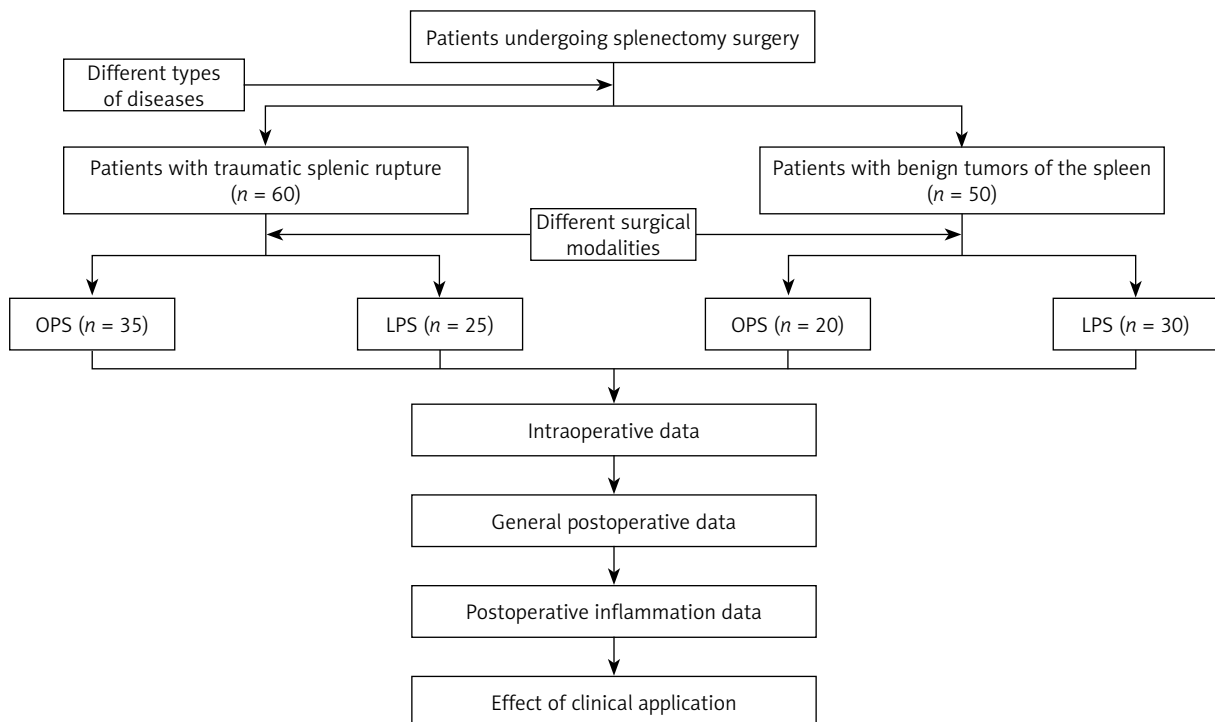 Patients undergoing splenectomy surgery
Different types
of diseases
Patients with traumatic splenic rupture
(n = 60)
Patients with benign tumors of the spleen
(n = 50)
Different surgical
modalities
OPS (n = 35)
LPS (n = 25)
OPS (n = 20)
LPS (n = 30)
Intraoperative data
General postoperative data
Postoperative inflammation data
Effect of clinical application